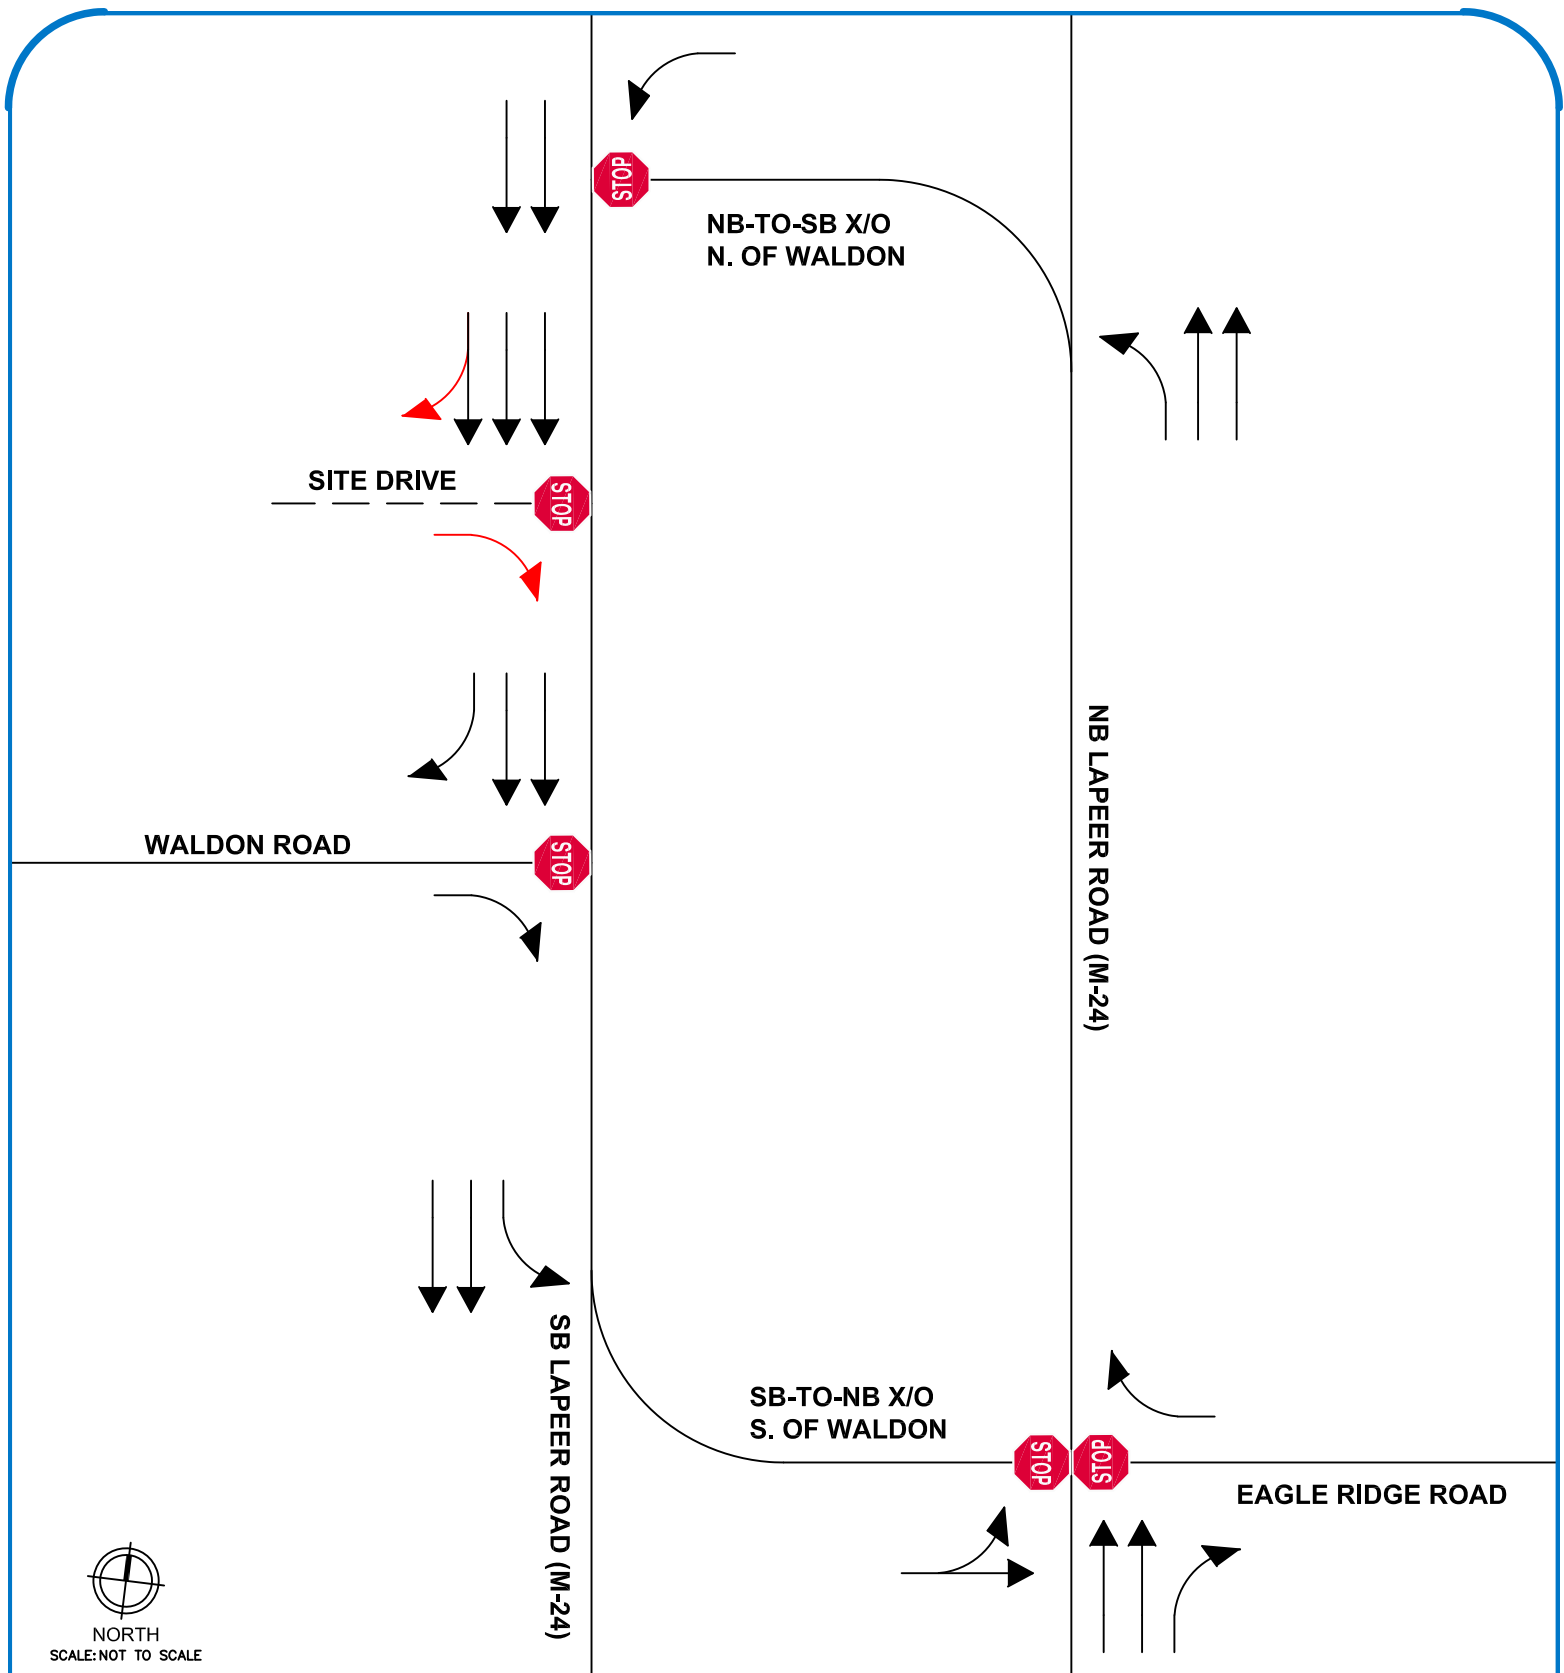 STOP
NB-TO-SB X/O
N. OF WALDON
SITE DRIVE
STOP
NB LAPEER ROAD (M-24)
WALDON ROAD
STOP
SB LAPEER ROAD (M-24)
SB-TO-NB X/O
S. OF WALDON
STOP
STOP
EAGLE RIDGE ROAD
NORTH
SCALE: NOT TO SCALE